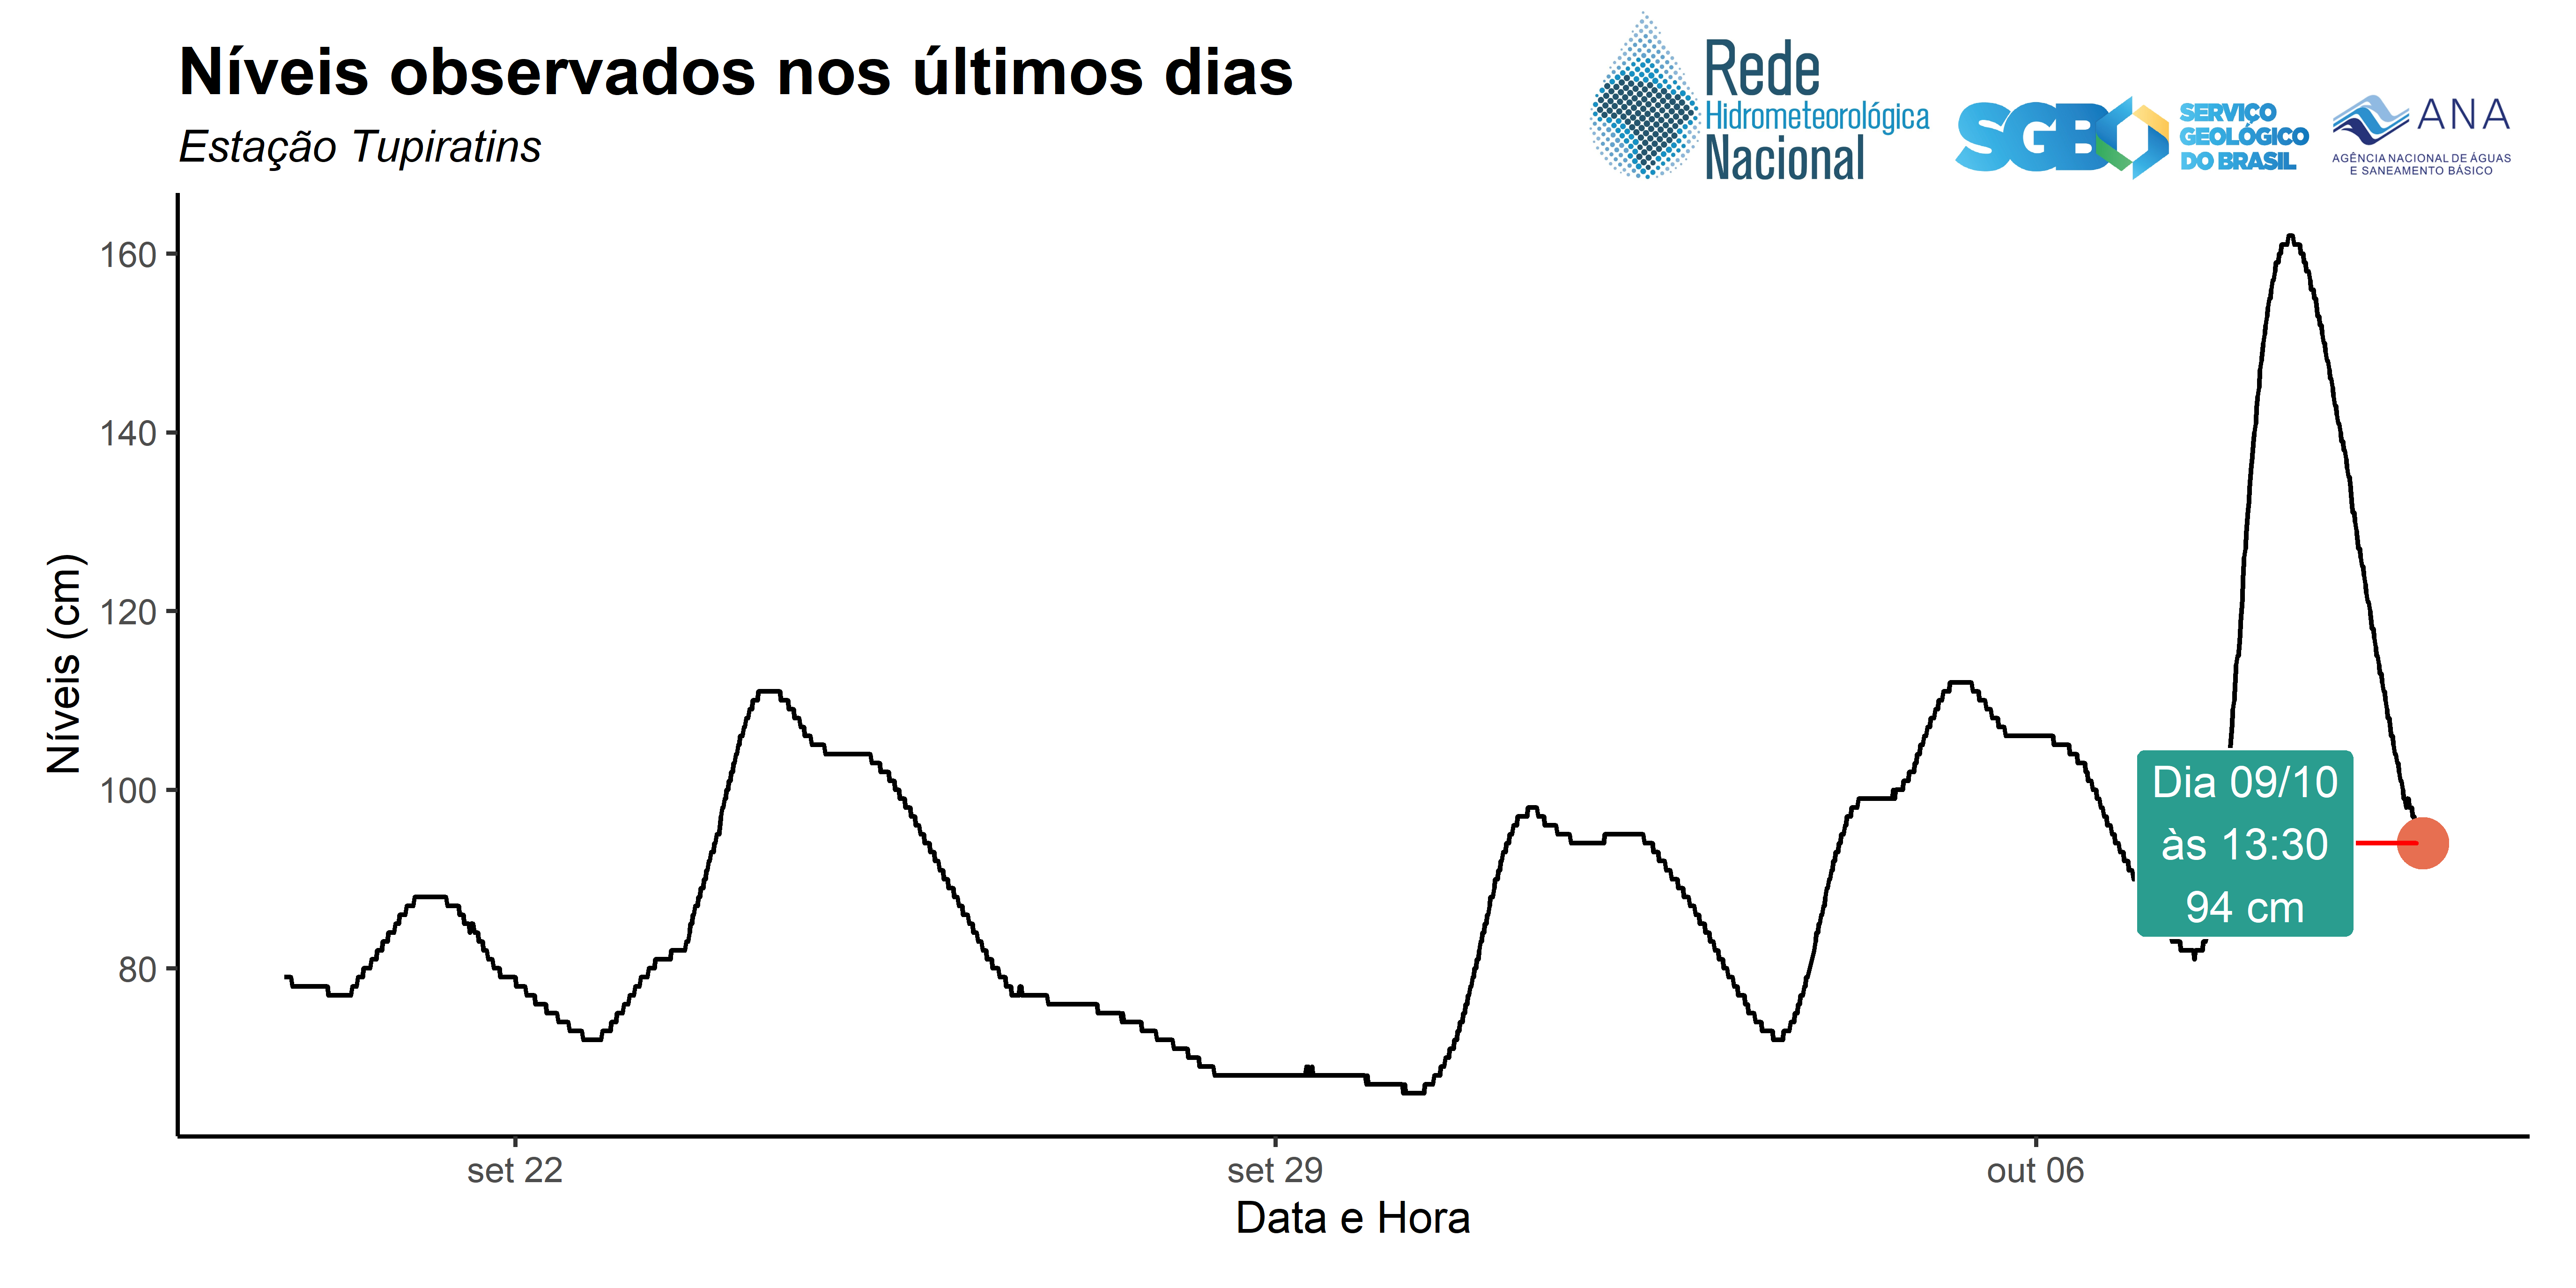 Níveis observados nos últimos dias
Estação Tupiratins
Rede
Hidrometeorológica
Nacional
SGB
SERVIÇO
GEOLÓGICO
DO BRASIL
ANA
AGÊNCIA NACIONAL DE ÁGUAS
E SANEAMENTO BÁSICO
Níveis (cm)
160
140
120
100
80
Dia 09/10
às 13:30
94 cm
set 22
set 29
out 06
Data e Hora